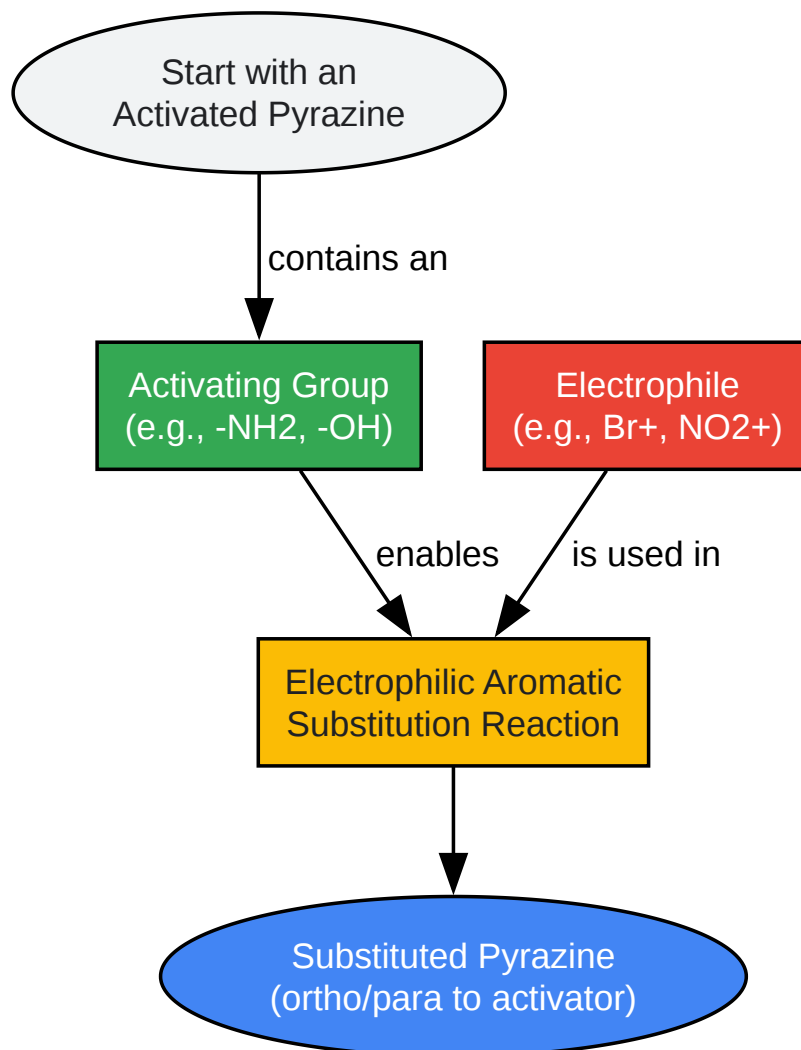 Start with an
Activated Pyrazine
contains an
Activating Group
(e.g., -NH2, -OH)
Electrophile
(e.g., Br+, NO2+)
enables
is used in
Electrophilic Aromatic
Substitution Reaction
Substituted Pyrazine
(ortho/para to activator)